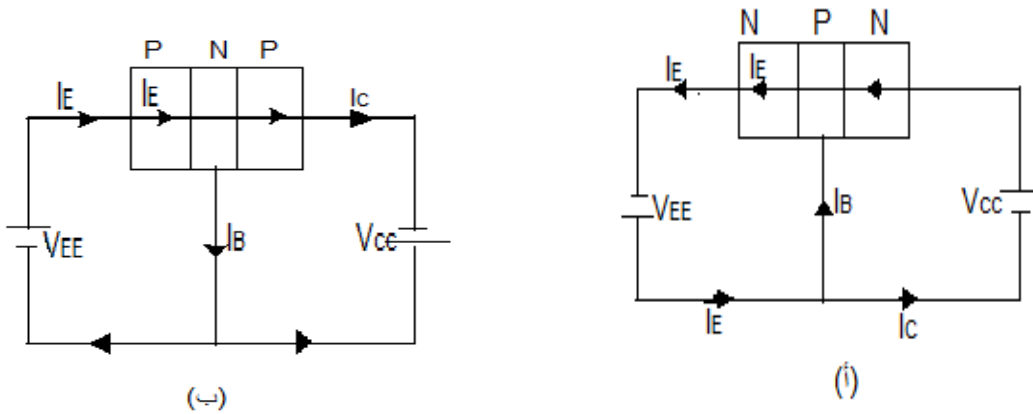 N P N
IE IE
VEE
IB
VCC
IE
IC
(أ)
P N P
IE IE IC
VEE
IB
VCC
(ب)